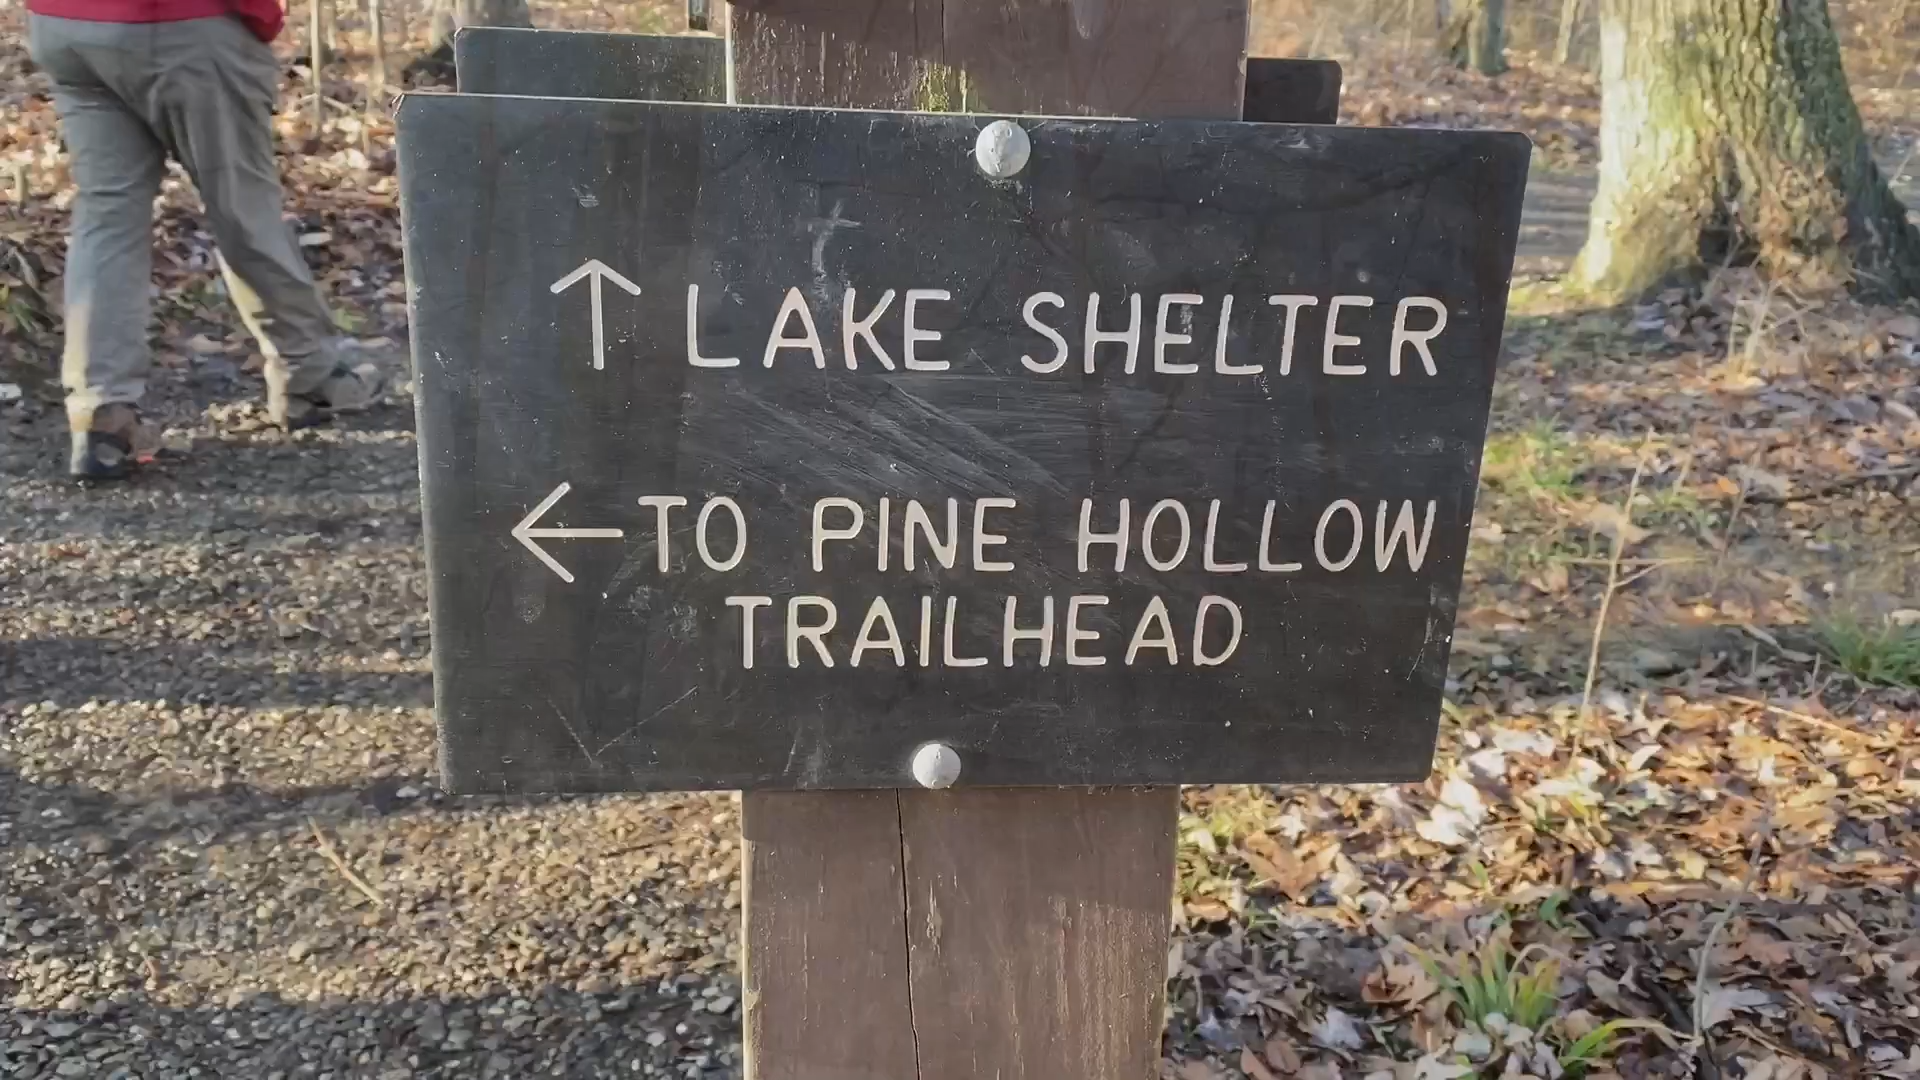 ↑ LAKE SHELTER
← TO PINE HOLLOW
TRAILHEAD